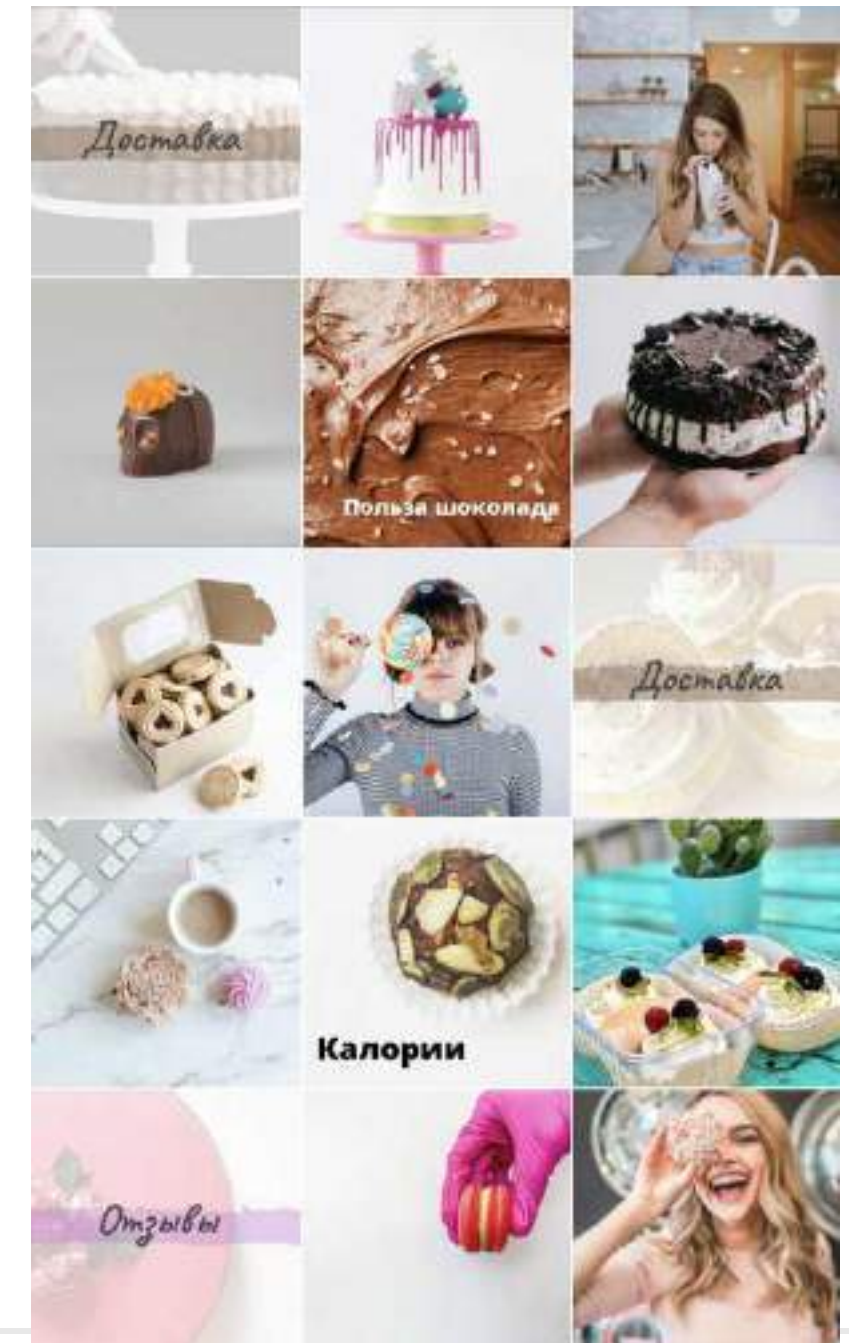 Доставка
Польза шоколада
Доставка
Калории
Отзывы